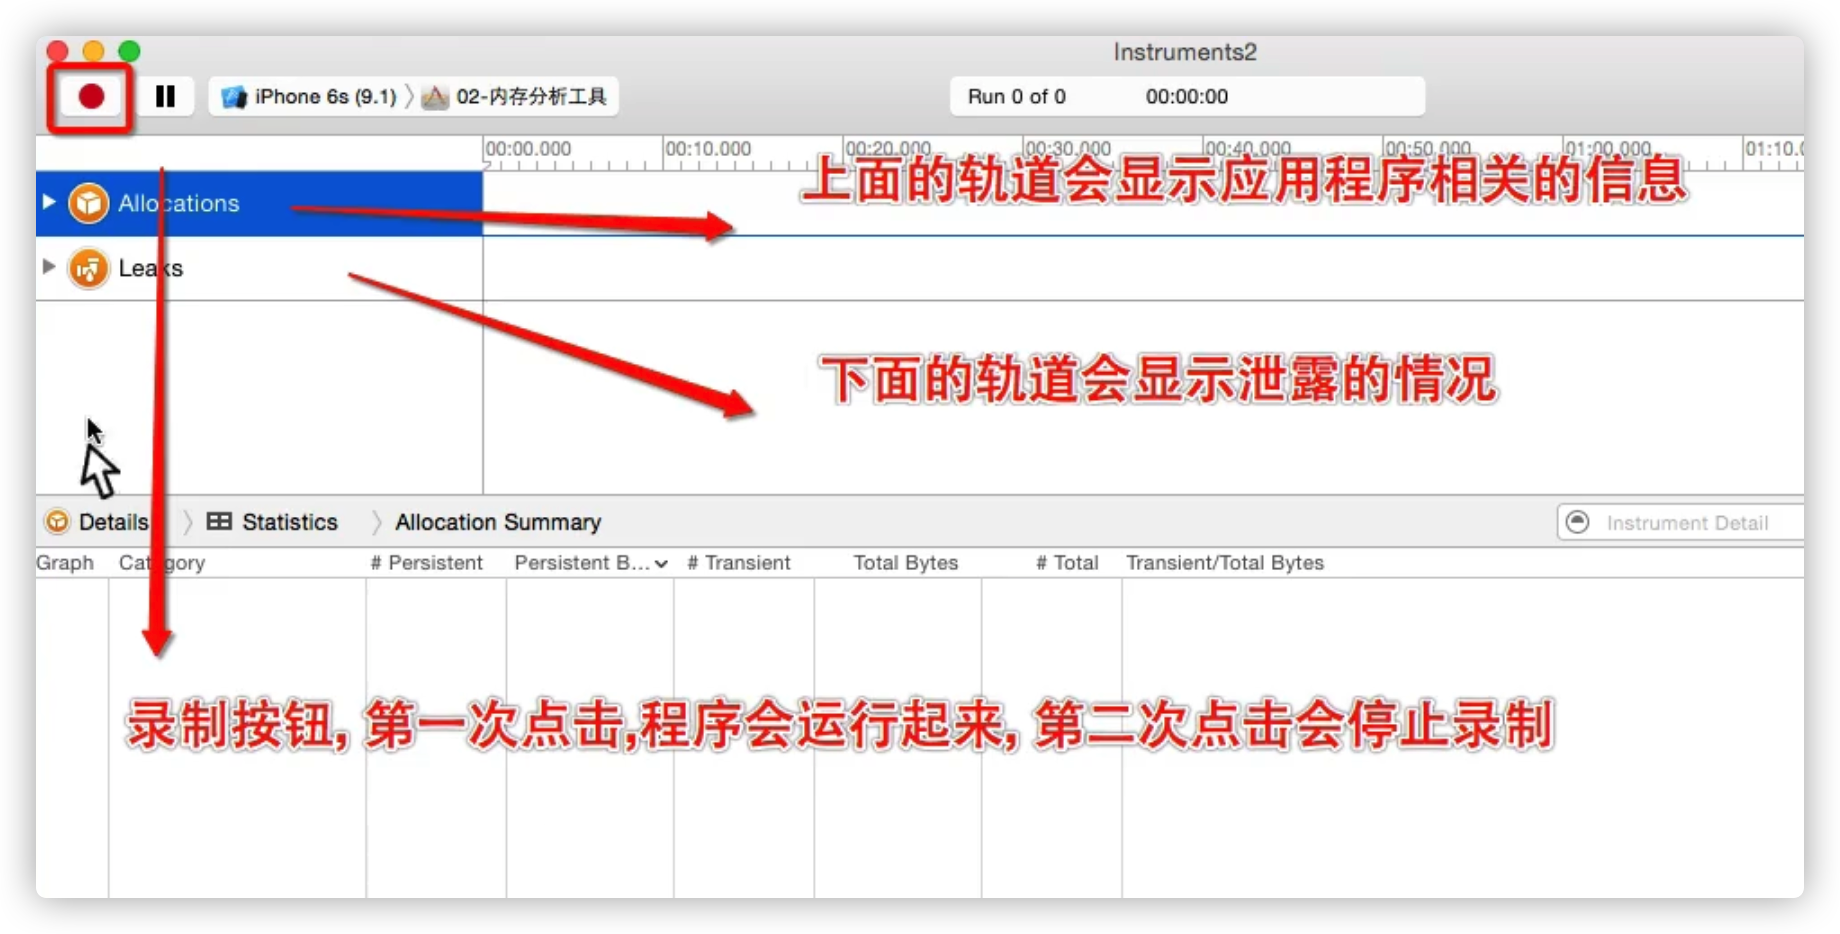 Instruments2
iPhone 6s (9.1) 〉 02-内存分析工具
Run 0 of 0 00:00:00
00:00.000 00:10.000 00:20.000 00:30.000 00:40.000 00:50.000 01:00.000 01:10.0
上面的轨道会显示应用程序相关的信息
Allocations
Leaks
下面的轨道会显示泄露的情况
Details 〉 Statistics 〉 Allocation Summary
Instrument Detail
Graph Category # Persistent Persistent B... # Transient Total Bytes # Total Transient/Total Bytes
录制按钮, 第一次点击,程序会运行起来, 第二次点击会停止录制